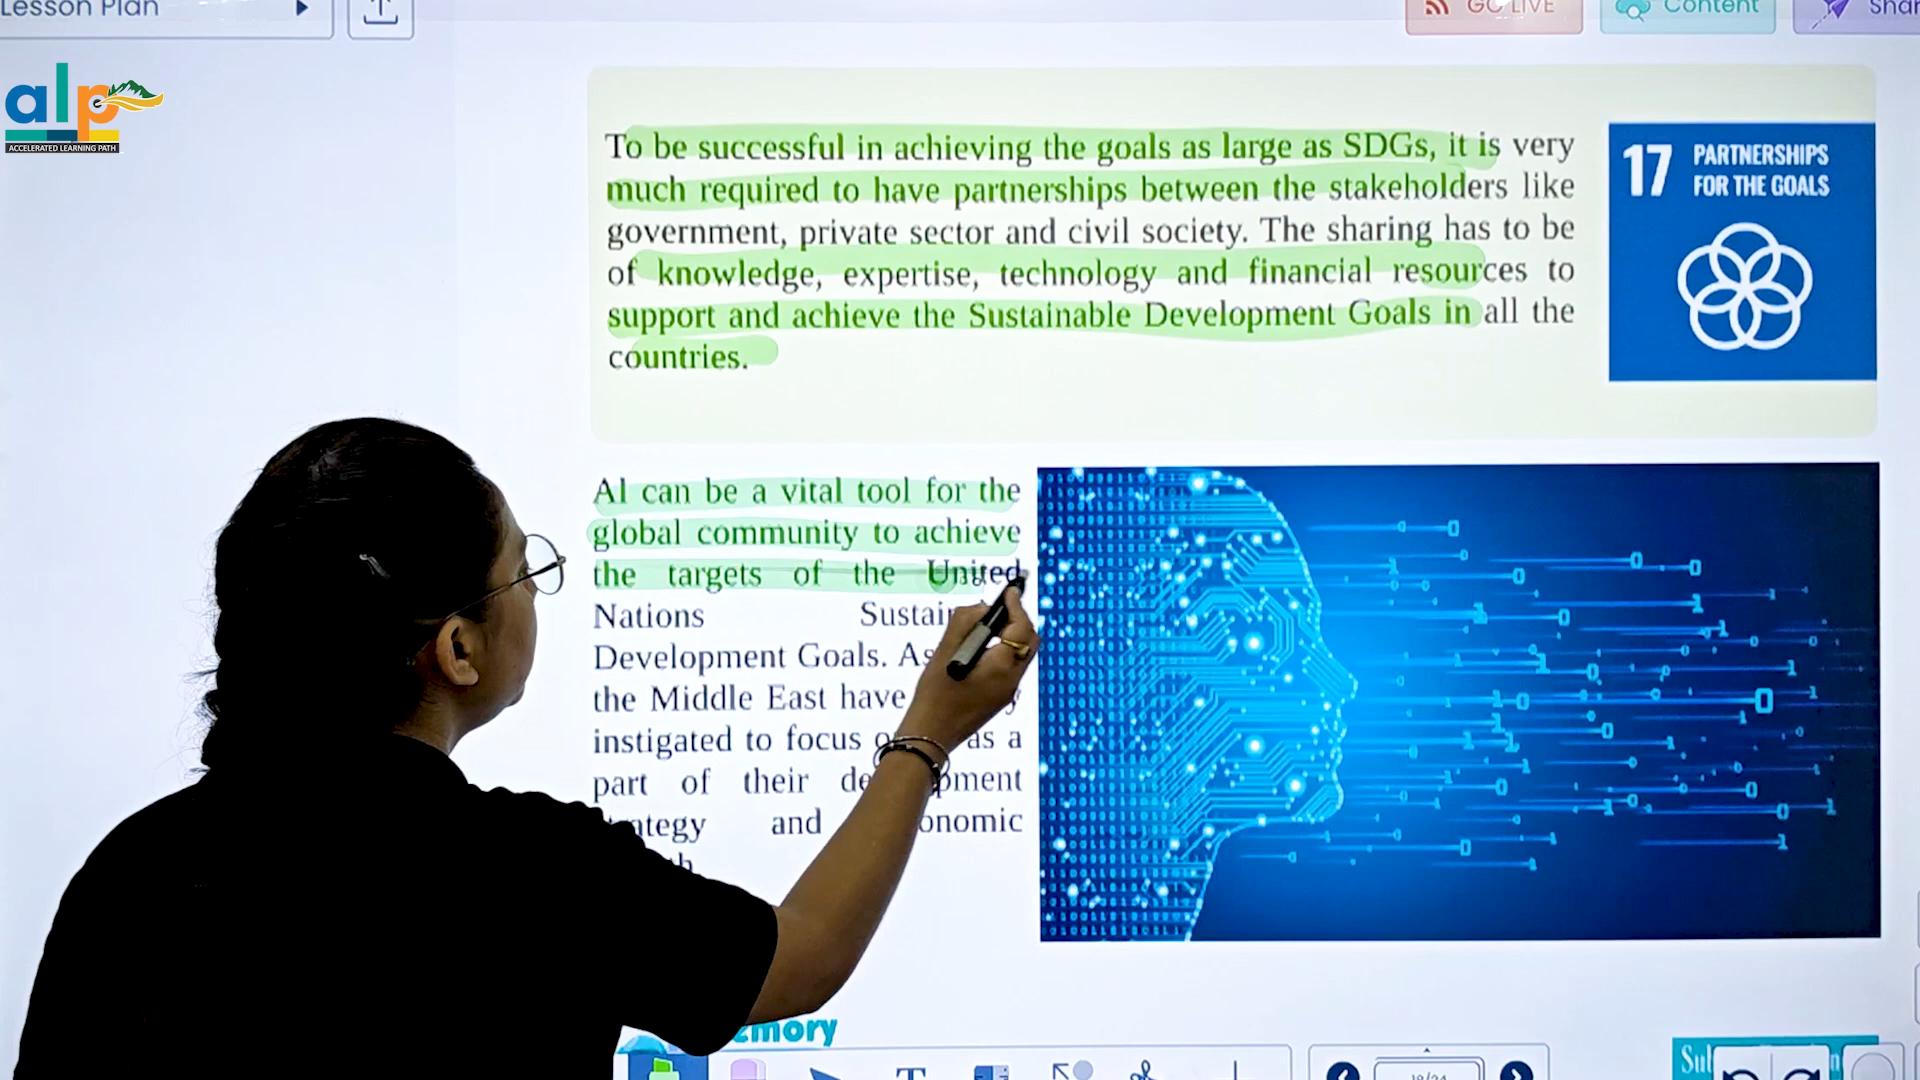 Lesson Plan
GO LIVE
Content
alp
ACCELERATED LEARNING PATH
To be successful in achieving the goals as large as SDGs, it is very
much required to have partnerships between the stakeholders like
government, private sector and civil society. The sharing has to be
of knowledge, expertise, technology and financial resources to
support and achieve the Sustainable Development Goals in all the
countries.
17 PARTNERSHIPS
FOR THE GOALS
AI can be a vital tool for the
global community to achieve
the targets of the United
Nations
Development Goals.
the Middle East have
instigated to focus as a
part of their
and